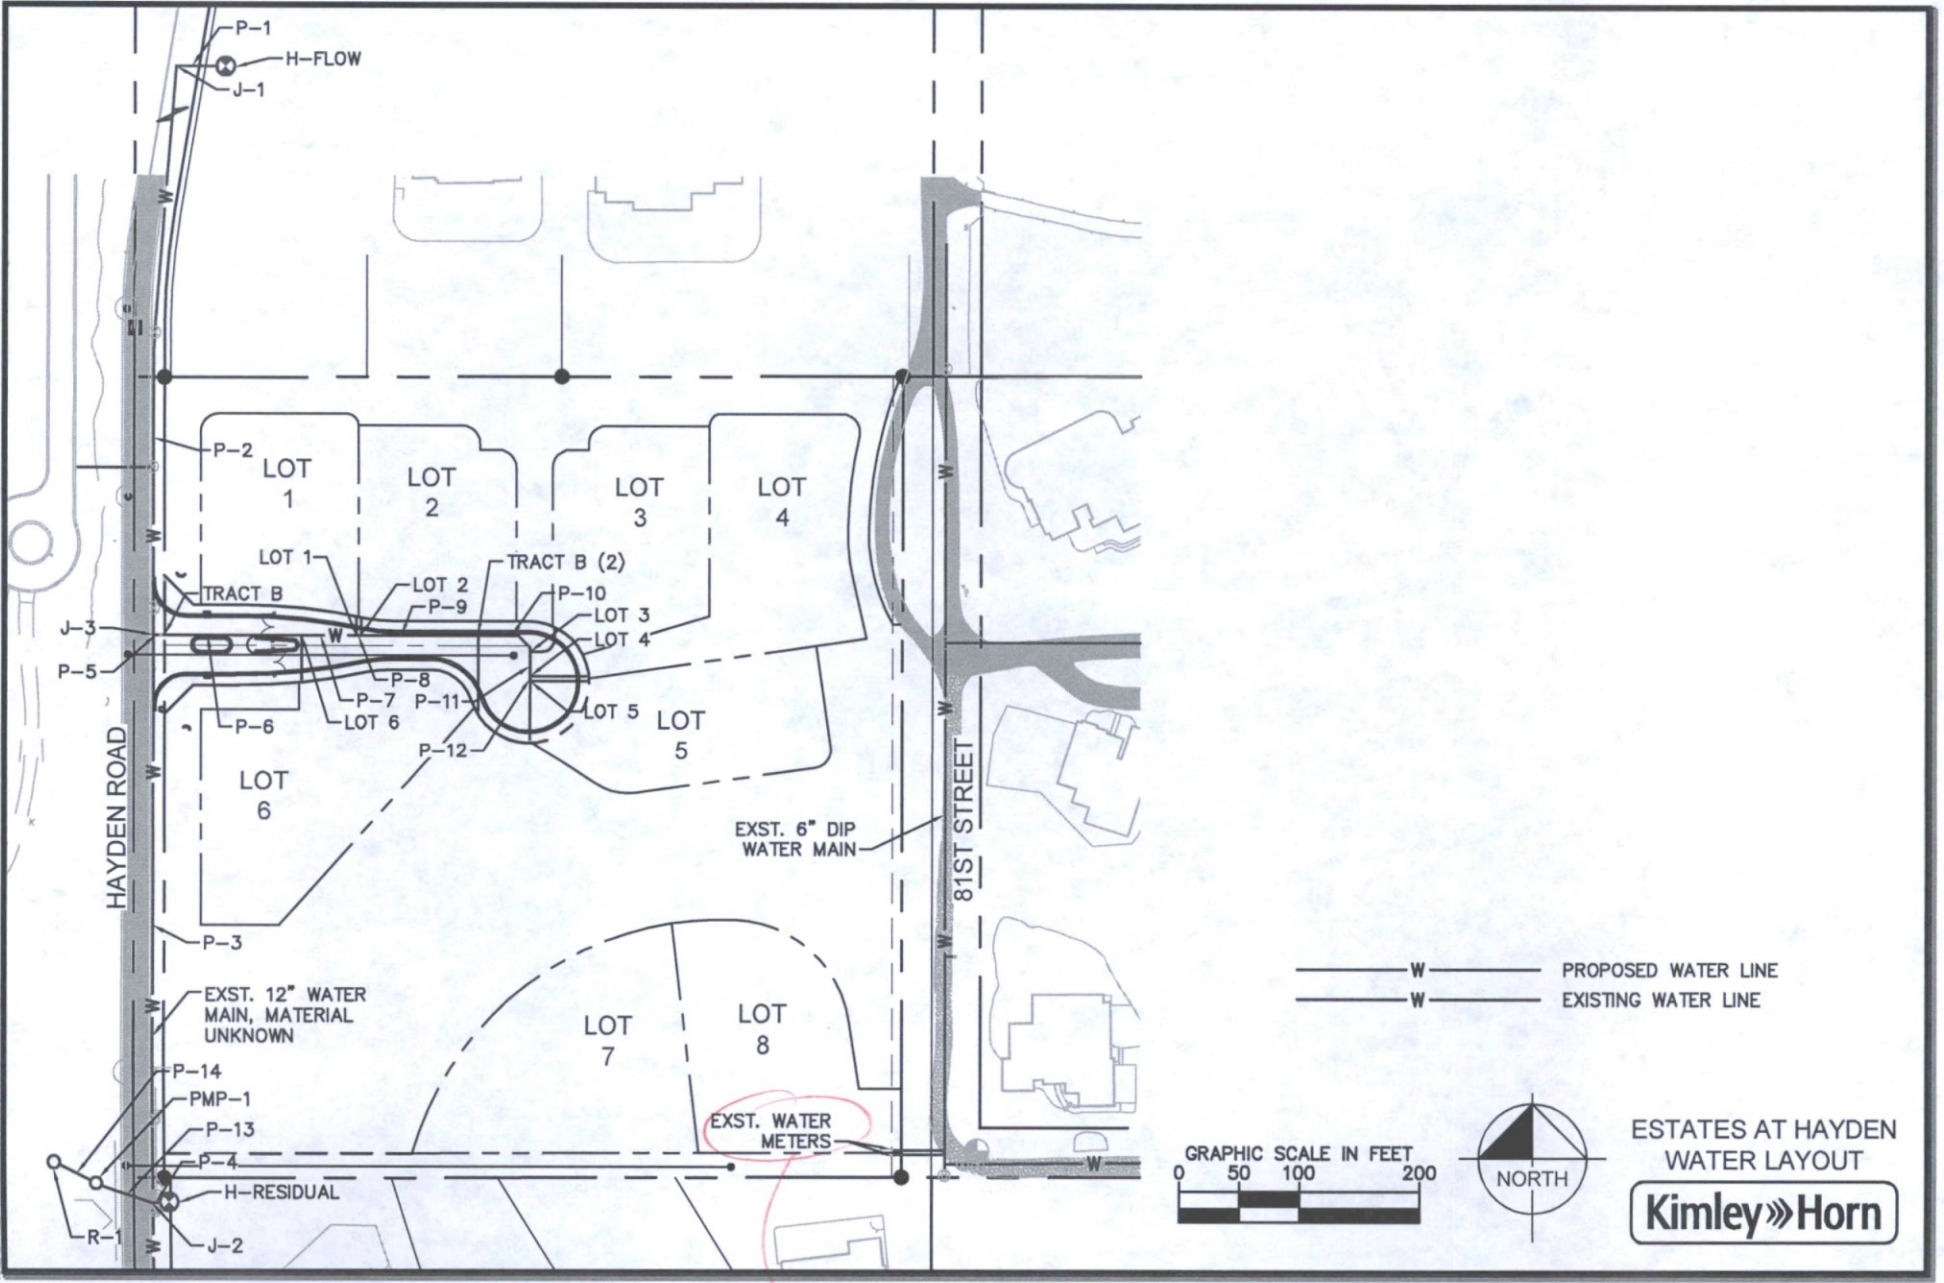 P-1
H-FLOW
J-1
W
P-2
LOT
1
LOT
2
LOT
3
LOT
4
W
W
LOT 1
TRACT B (2)
TRACT B
LOT 2
P-10
P-9
LOT 3
J-3
W
LOT 4
P-5
P-8
P-7
P-11
LOT 5
P-6
LOT 6
LOT
5
W
P-12
W
LOT
6
HAYDEN ROAD
EXST. 6" DIP
WATER MAIN
81ST STREET
P-3
W
EXST. 12" WATER
MAIN, MATERIAL
UNKNOWN
W
LOT
7
LOT
8
W PROPOSED WATER LINE
W EXISTING WATER LINE
P-14
PMP-1
P-13
P-4
H-RESIDUAL
R-1
J-2
W
EXST. WATER
METERS
W
GRAPHIC SCALE IN FEET
0 50 100 200
NORTH
ESTATES AT HAYDEN
WATER LAYOUT
Kimley»Horn